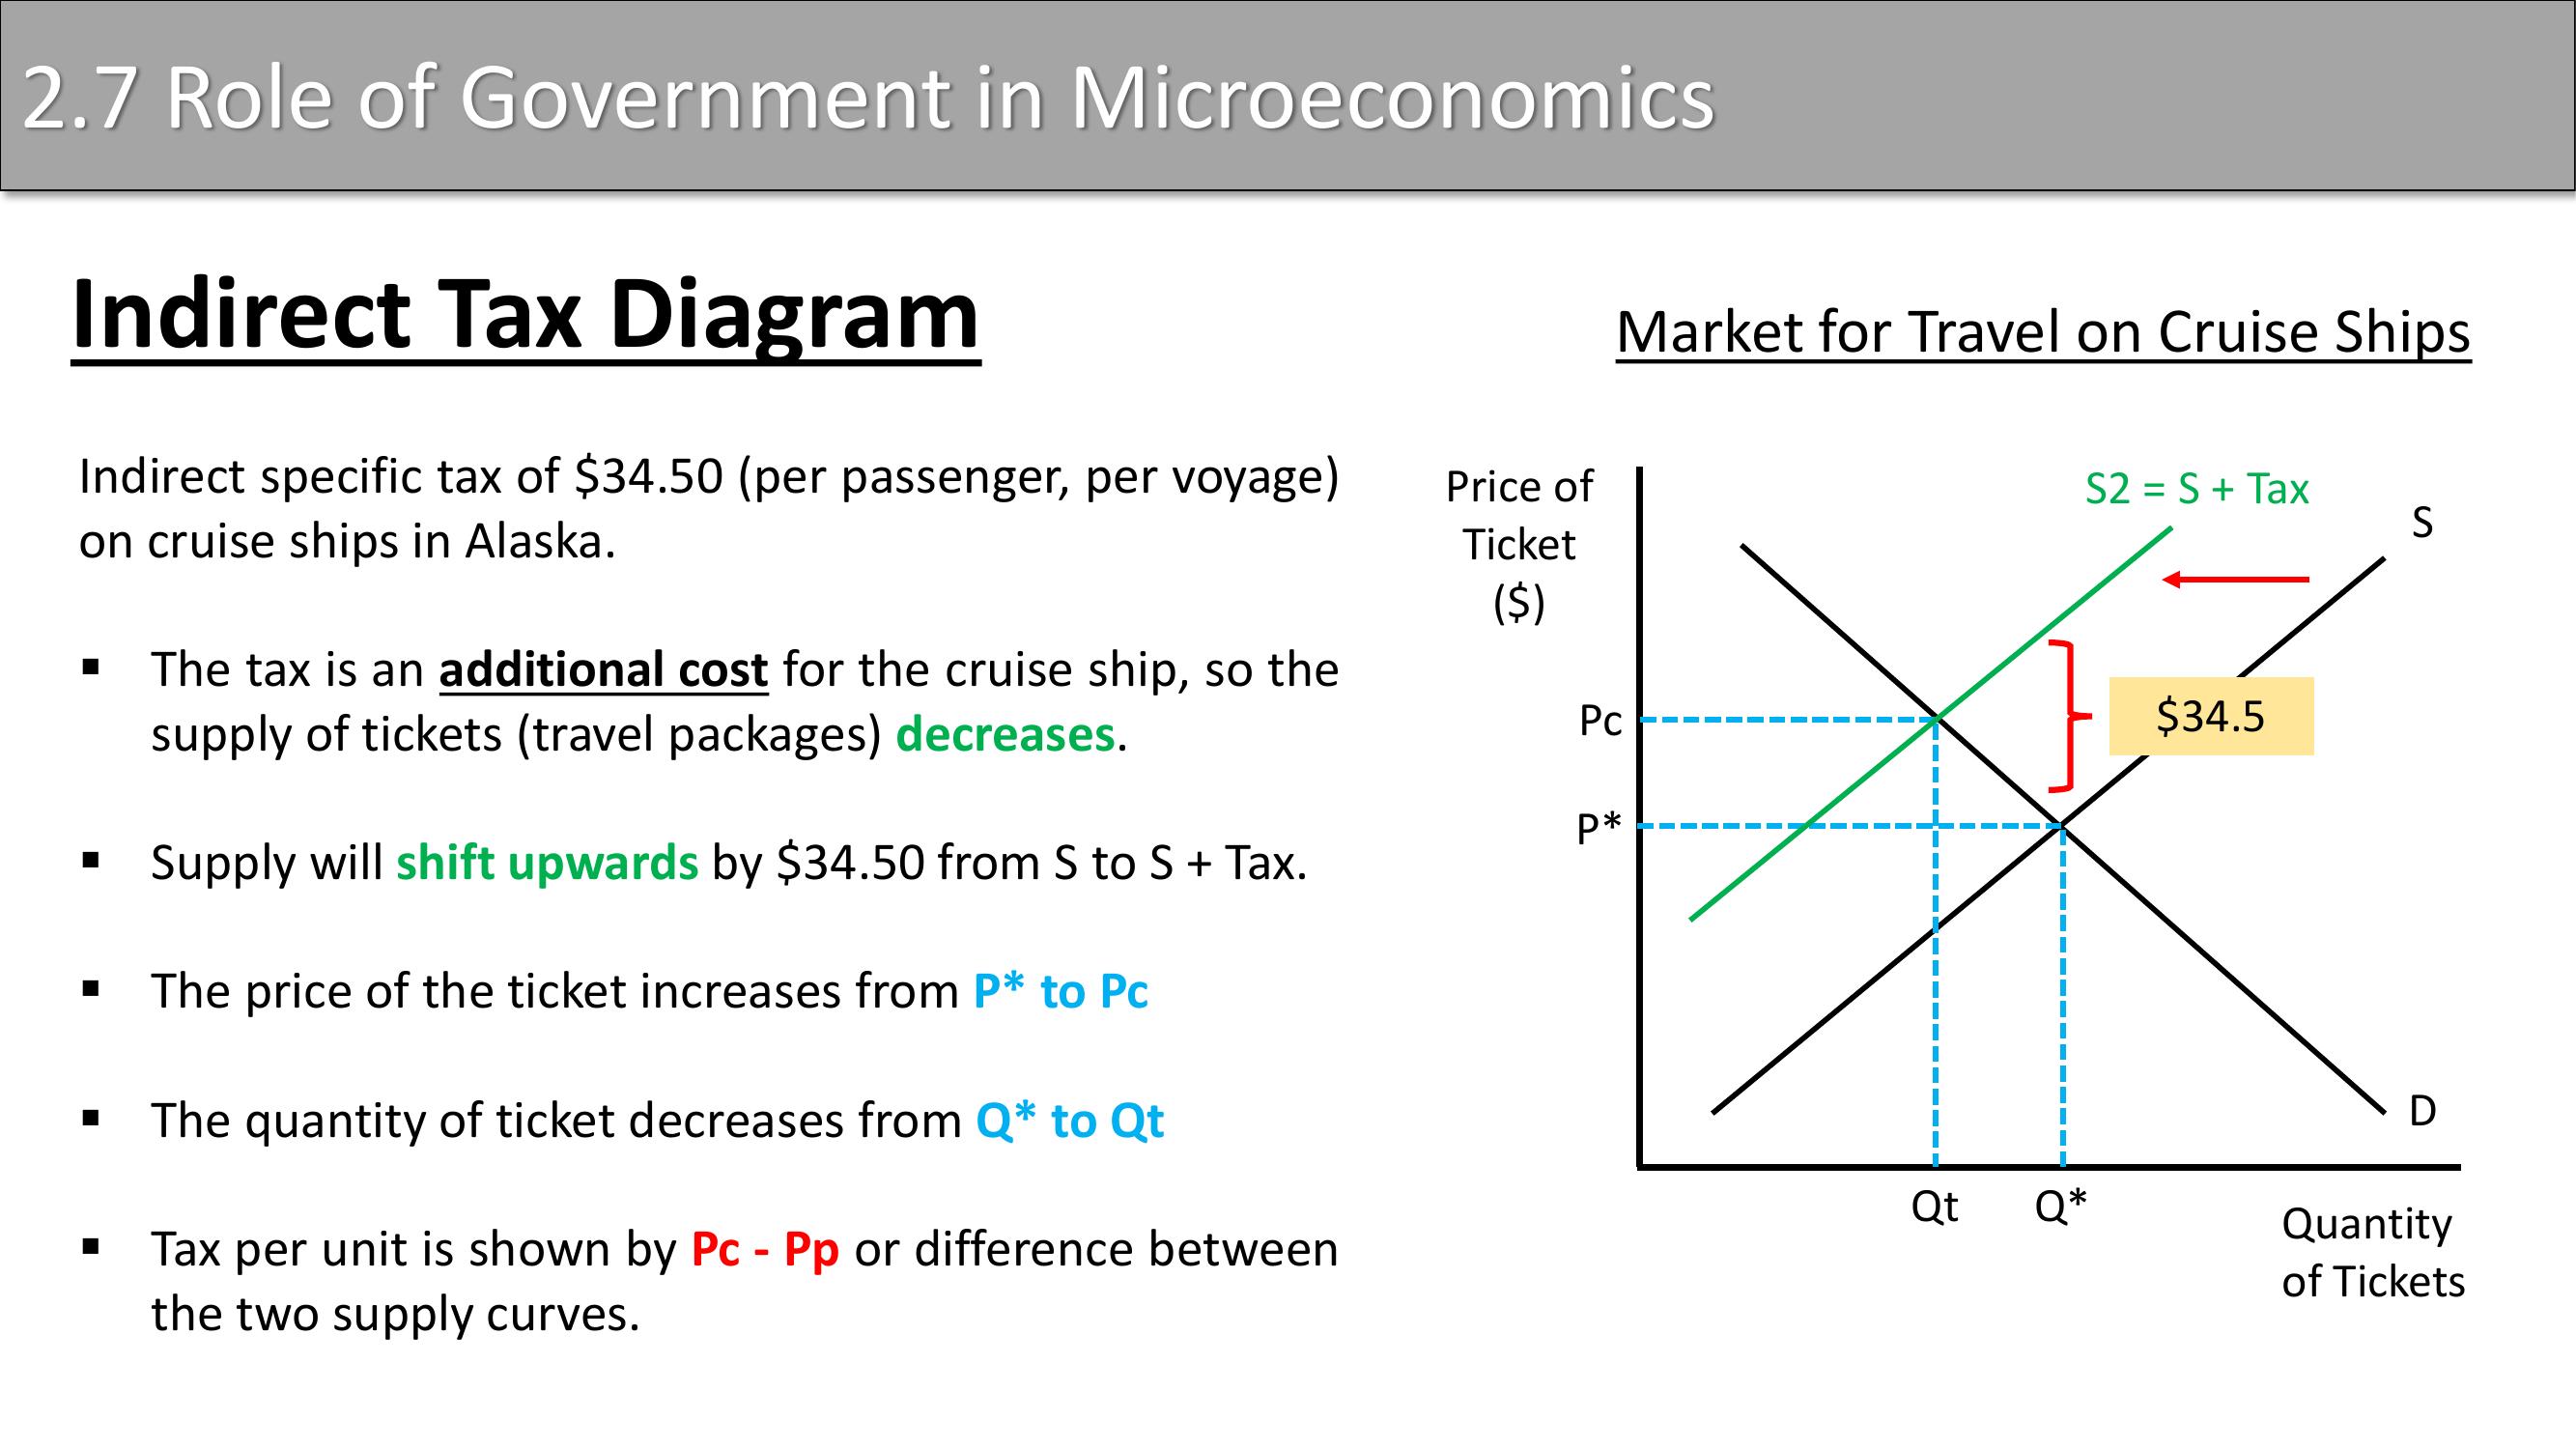 2.7 Role of Government in Microeconomics
Indirect Tax Diagram
Indirect specific tax of $34.50 (per passenger, per voyage)
on cruise ships in Alaska.
▪ The tax is an additional cost for the cruise ship, so the
supply of tickets (travel packages) decreases.
▪ Supply will shift upwards by $34.50 from S to S + Tax.
▪ The price of the ticket increases from P* to Pc
▪ The quantity of ticket decreases from Q* to Qt
▪ Tax per unit is shown by Pc - Pp or difference between
the two supply curves.
Market for Travel on Cruise Ships
Price of
Ticket
($)
S2 = S + Tax
S
$34.5
Pc
P*
D
Qt
Q*
Quantity
of Tickets